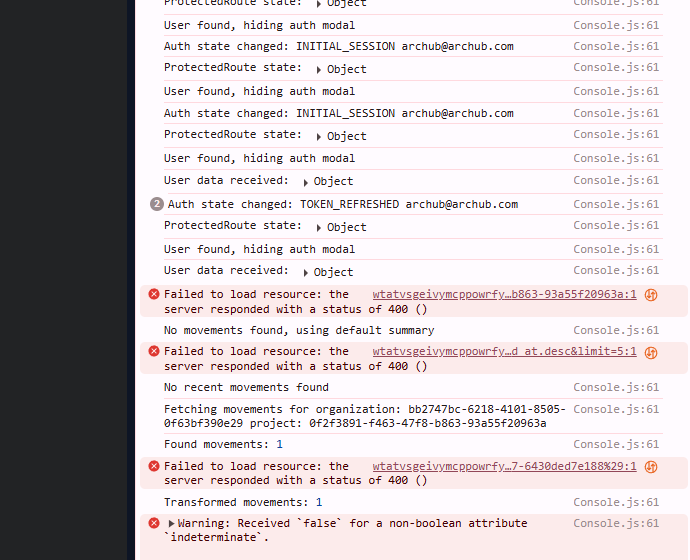 ProtectedRoute state: ▶ Object Console.js:61
User found, hiding auth modal Console.js:61
Auth state changed: INITIAL_SESSION archub@archub.com Console.js:61
ProtectedRoute state: ▶ Object Console.js:61
User found, hiding auth modal Console.js:61
Auth state changed: INITIAL_SESSION archub@archub.com Console.js:61
ProtectedRoute state: ▶ Object Console.js:61
User found, hiding auth modal Console.js:61
User data received: ▶ Object Console.js:61
2 Auth state changed: TOKEN_REFRESHED archub@archub.com Console.js:61
ProtectedRoute state: ▶ Object Console.js:61
User found, hiding auth modal Console.js:61
User data received: ▶ Object Console.js:61
Failed to load resource: the wtatvsgeivymcppowrfy…b863-93a55f20963a:1
server responded with a status of 400 ()
No movements found, using default summary Console.js:61
Failed to load resource: the wtatvsgeivymcppowrfy…d_at.desc&limit=5:1
server responded with a status of 400 ()
No recent movements found Console.js:61
Fetching movements for organization: bb2747bc-6218-4101-8505- Console.js:61
0f63bf390e29 project: 0f2f3891-f463-47f8-b863-93a55f20963a
Found movements: 1 Console.js:61
Failed to load resource: the wtatvsgeivymcppowrfy…7-6430ded7e188%29:1
server responded with a status of 400 ()
Transformed movements: 1 Console.js:61
▶Warning: Received `false` for a non-boolean attribute Console.js:61
`indeterminate`.